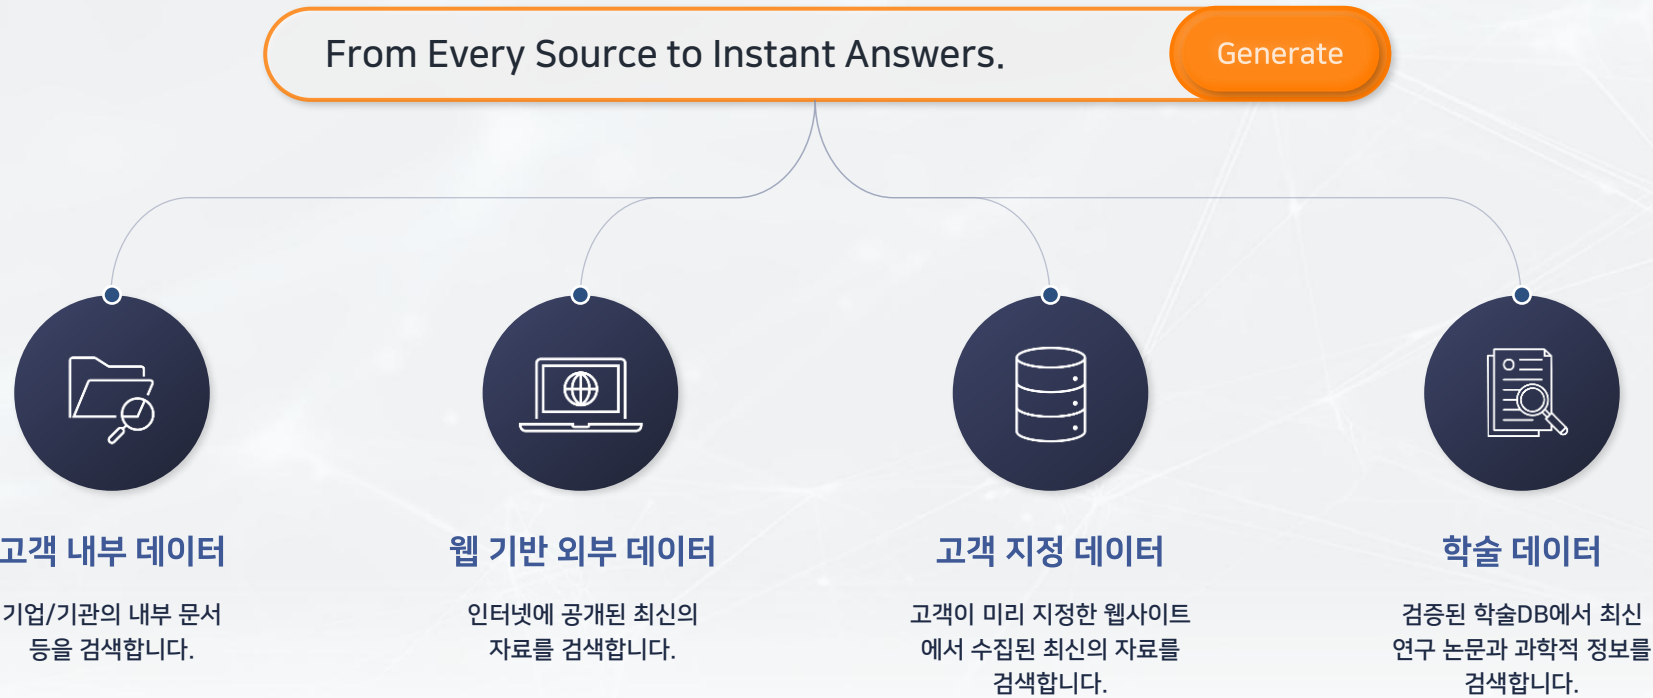 From Every Source to Instant Answers.
Generate
고객 내부 데이터
기업/기관의 내부 문서
등을 검색합니다.
웹 기반 외부 데이터
인터넷에 공개된 최신의
자료를 검색합니다.
고객 지정 데이터
고객이 미리 지정한 웹사이트
에서 수집된 최신의 자료를
검색합니다.
학술 데이터
검증된 학술DB에서 최신
연구 논문과 과학적 정보를
검색합니다.